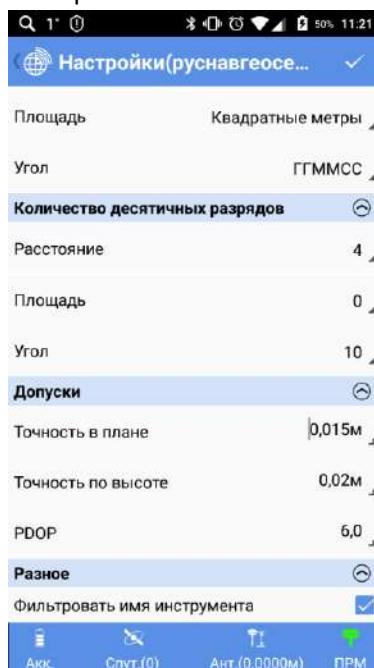 1° 50% 11:21
Настройки(руснавгеосе...
Площадь Квадратные метры
Угол ГГММСС
Количество десятичных разрядов
Расстояние 4
Площадь 0
Угол 10
Допуски
Точность в плане 0,015м
Точность по высоте 0,02м
PDOP 6,0
Разное
Фильтровать имя инструмента
Акк. Спут.(0) Ант.(0.0000м) ПРМ